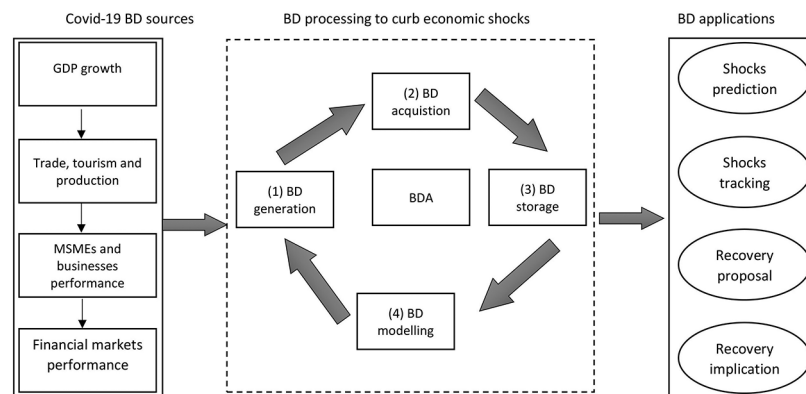 Covid-19 BD sources
BD processing to curb economic shocks
BD applications
GDP growth
Trade, tourism and
production
MSMEs and
businesses
performance
Financial markets
performance
(1) BD
generation
(2) BD
acquistion
BDA
(3) BD
storage
(4) BD
modelling
Shocks
prediction
Shocks
tracking
Recovery
proposal
Recovery
implication